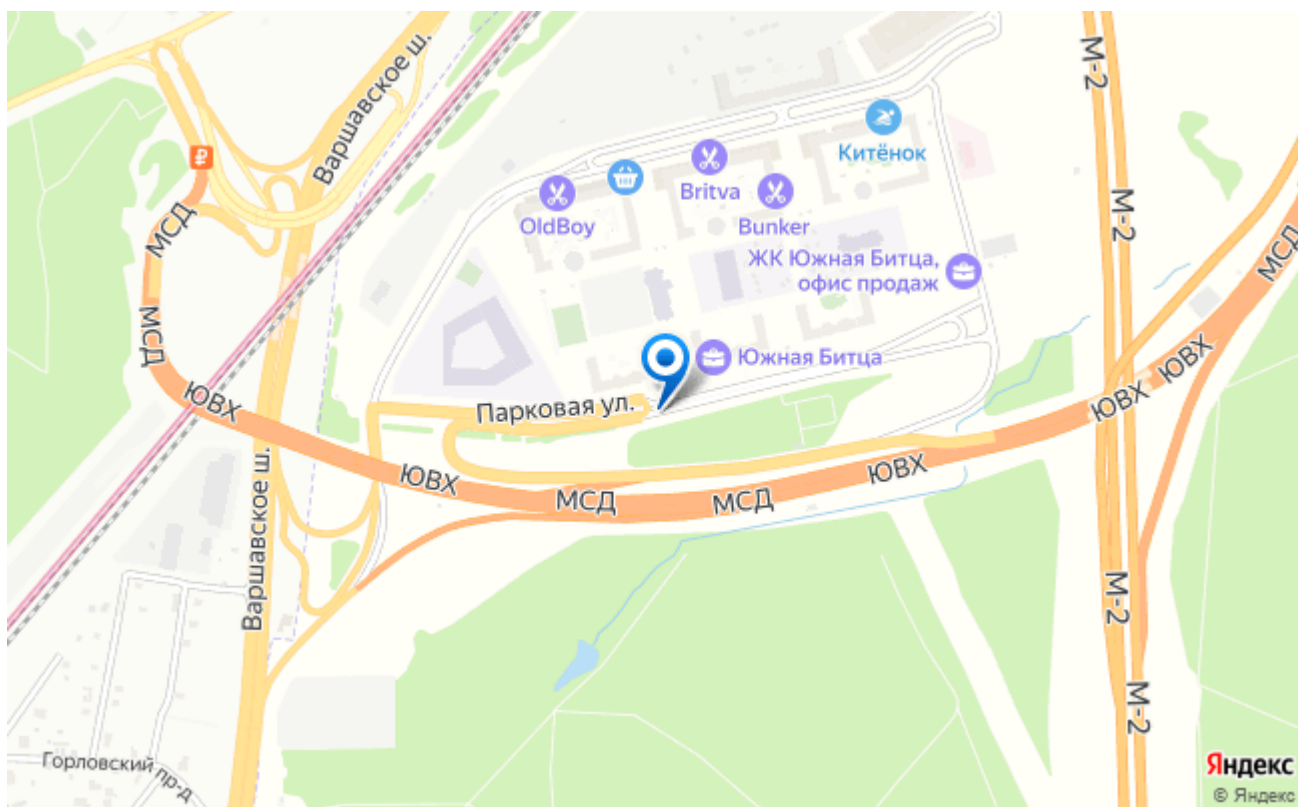 Варшавское ш.
М-2
₽
МСД
Китёнок
Britva
OldBoy
Bunker
М-2
ЖК Южная Битца,
офис продаж
МСД
МСД
Южная Битца
ЮВХ
Парковая ул.
ЮВХ
ЮВХ
ЮВХ
ЮВХ
МСД
МСД
Варшавское ш.
М-2
М-2
Горловский пр-д
Яндекс
© Яндекс